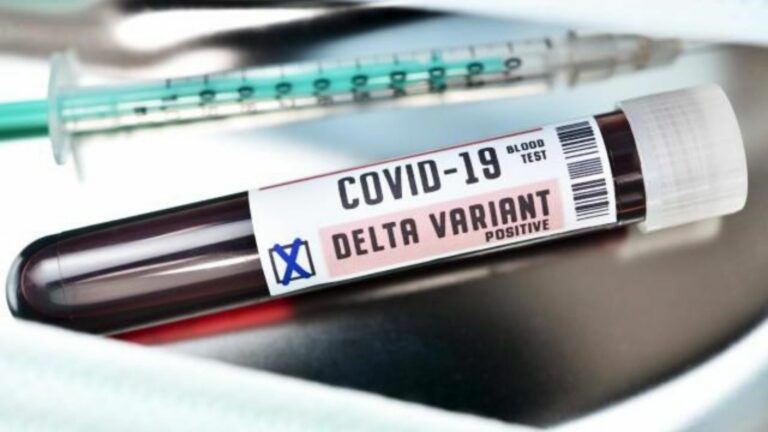 COVID-19
BLOOD
TEST
X
DELTA VARIANT
POSITIVE